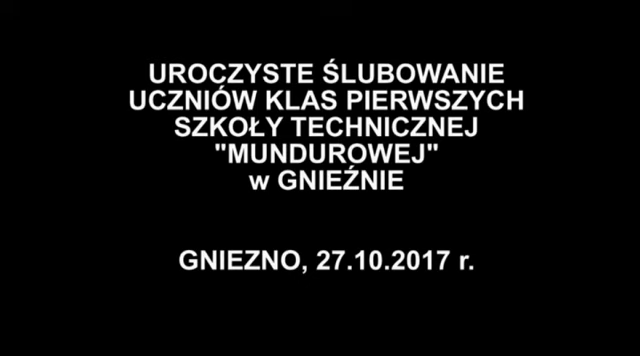 UROCZYSTE ŚLUBOWANIE
UCZNIÓW KLAS PIERWSZYCH
SZKOŁY TECHNICZNEJ
"MUNDUROWEJ"
w GNIEŹNIE
GNIEZNO, 27.10.2017 r.